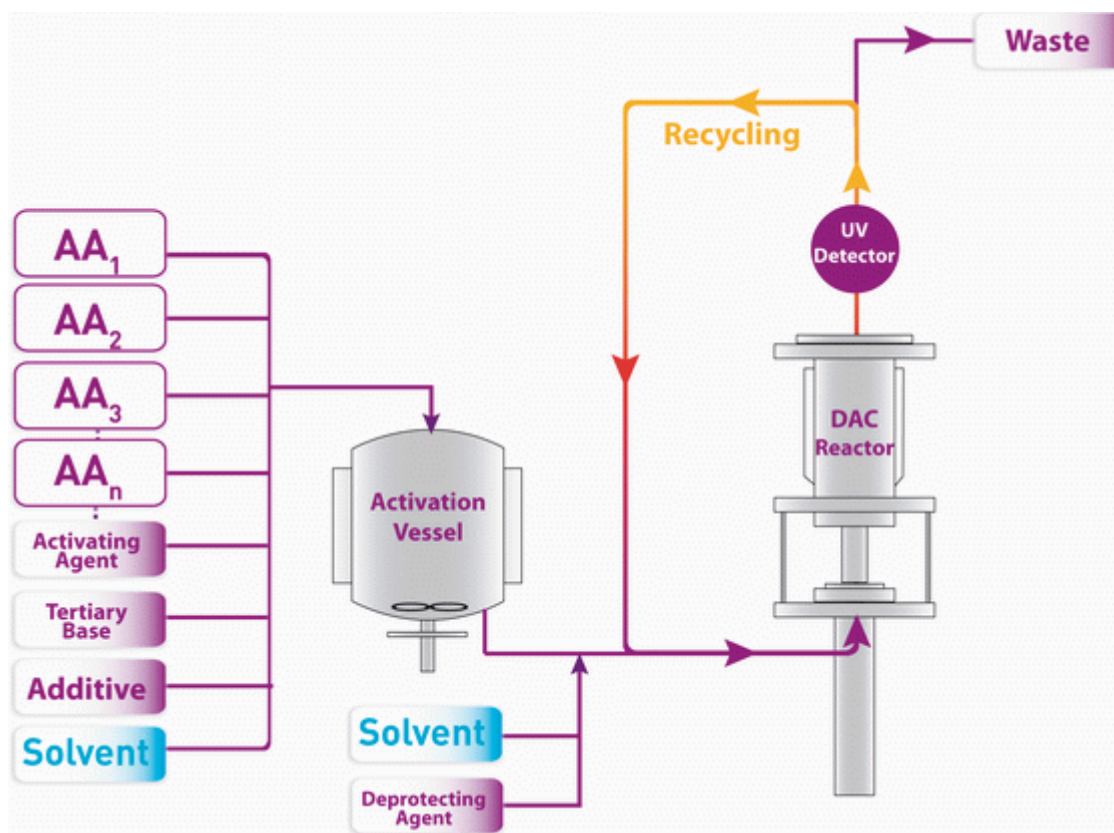 Waste
Recycling
UV
Detector
AA1
AA2
AA3
AAn
Activating
Agent
Tertiary
Base
Additive
Solvent
Activation
Vessel
DAC
Reactor
Solvent
Deprotecting
Agent